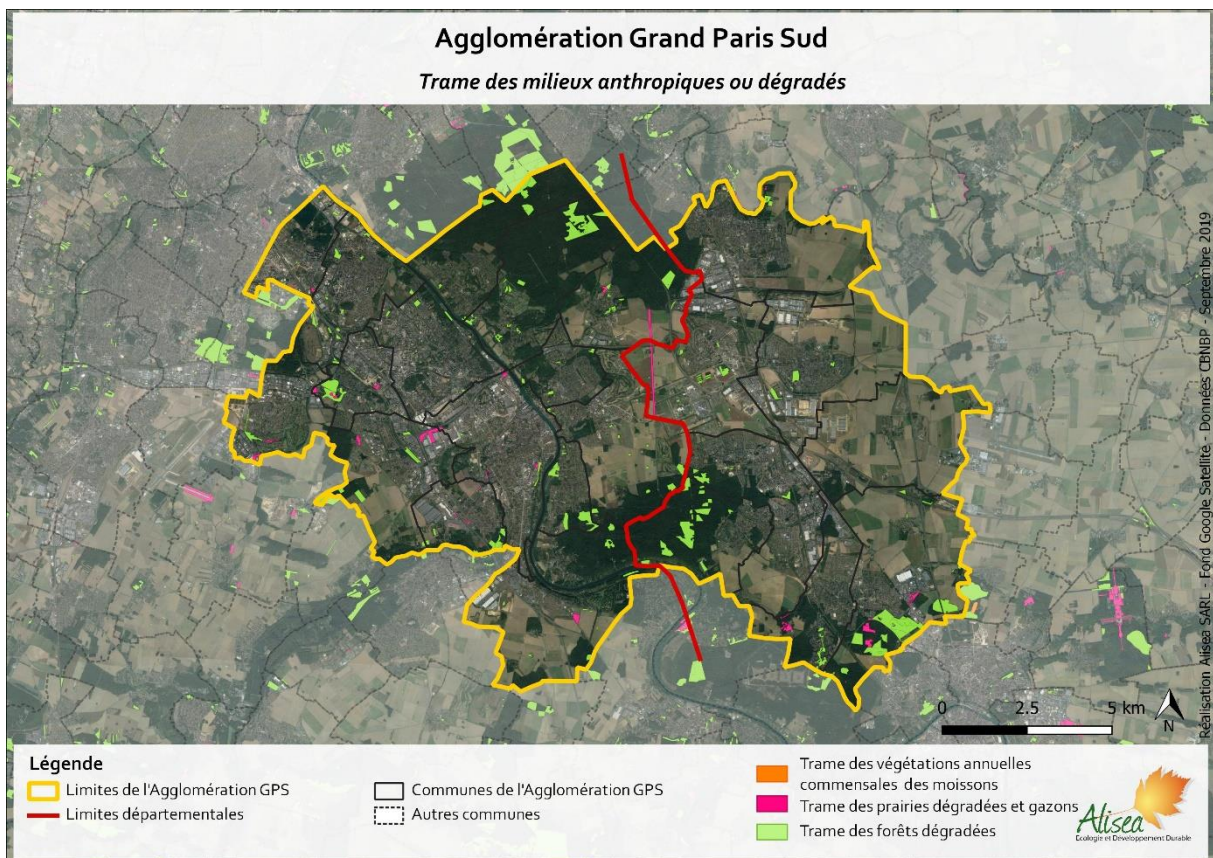 Agglomération Grand Paris Sud
Trame des milieux anthropiques ou dégradés
Réalisation Alisea SARL - Fond Google Satellite - Données CBNBP - Septembre 2019
0 2.5 5 km
N
Légende
Limites de l'Agglomération GPS
Limites départementales
Communes de l'Agglomération GPS
Autres communes
Trame des végétations annuelles
commensales des moissons
Trame des prairies dégradées et gazons
Trame des forêts dégradées
Alisea
Ecologie et Développement Durable